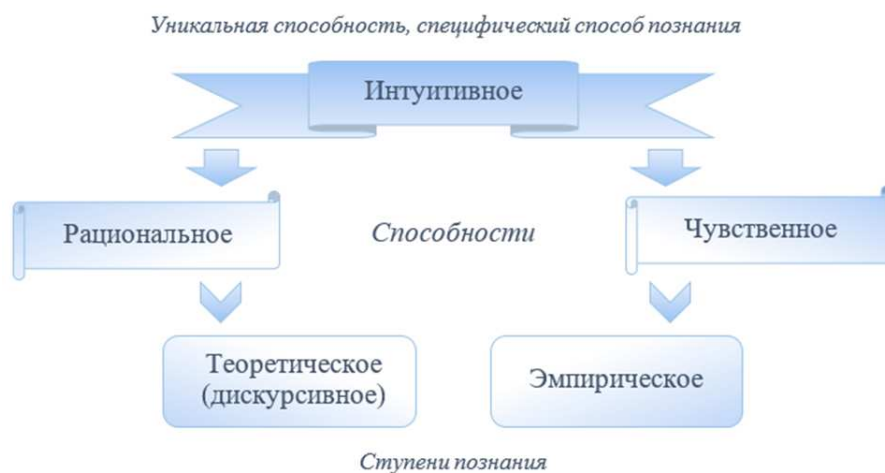 Уникальная способность, специфический способ познания
Интуитивное
Рациональное
Способности
Чувственное
Теоретическое
(дискурсивное)
Эмпирическое
Ступени познания